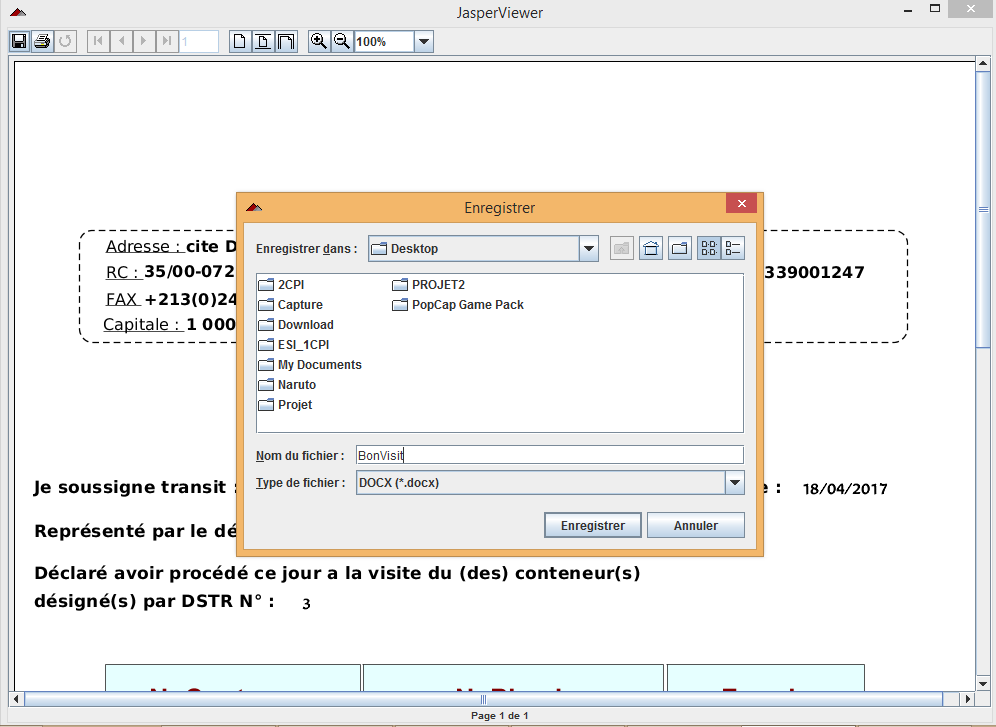 JasperViewer
1
100%
Enregistrer
Adresse : cite D
Enregistrer dans :
Desktop
RC : 35/00-072
339001247
2CPI
PROJET2
FAX +213(0)24
Capture
PopCap Game Pack
Capitale : 1 000
Download
ESI_1CPI
My Documents
Naruto
Projet
Nom du fichier :
BonVisit
Type de fichier :
DOCX (*.docx)
Je soussigne transit :
e : 18/04/2017
Enregistrer
Annuler
Représenté par le dé
Déclaré avoir procédé ce jour a la visite du (des) conteneur(s)
désigné(s) par DSTR N° : 3
Page 1 de 1